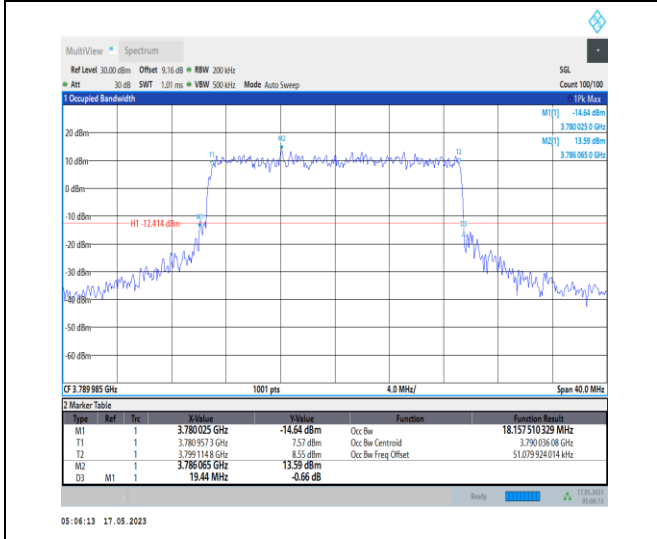 MultiView Spectrum
Ref Level 30.00 dBm Offset 9.16 dB RBW 200 kHz SGL
Att 30 dB SWT 1.01 ms VBW 500 kHz Mode Auto Sweep Count 100/100
1 Occupied Bandwidth 1Pk Max
M1[1] -14.64 dBm
3.780 025 0 GHz
M2[1] 13.59 dBm
3.786 065 0 GHz
20 dBm
M2
T1
T2
10 dBm
0 dBm
-10 dBm
M1
D3
H1 -12.414 dBm
-20 dBm
-30 dBm
-40 dBm
-50 dBm
-60 dBm
CF 3.789 985 GHz 1001 pts 4.0 MHz/ Span 40.0 MHz
2 Marker Table
Type Ref Trc X-Value Y-Value Function Function Result
M1 1 3.780 025 GHz -14.64 dBm Occ Bw 18.157 510 329 MHz
T1 1 3.780 957 3 GHz 7.57 dBm Occ Bw Centroid 3.790 036 08 GHz
T2 1 3.799 114 8 GHz 8.55 dBm Occ Bw Freq Offset 51.079 924 014 kHz
M2 1 3.786 065 GHz 13.59 dBm
D3 M1 1 19.44 MHz -0.66 dB
Ready 17.05.2023
05:06:13
05:06:13 17.05.2023